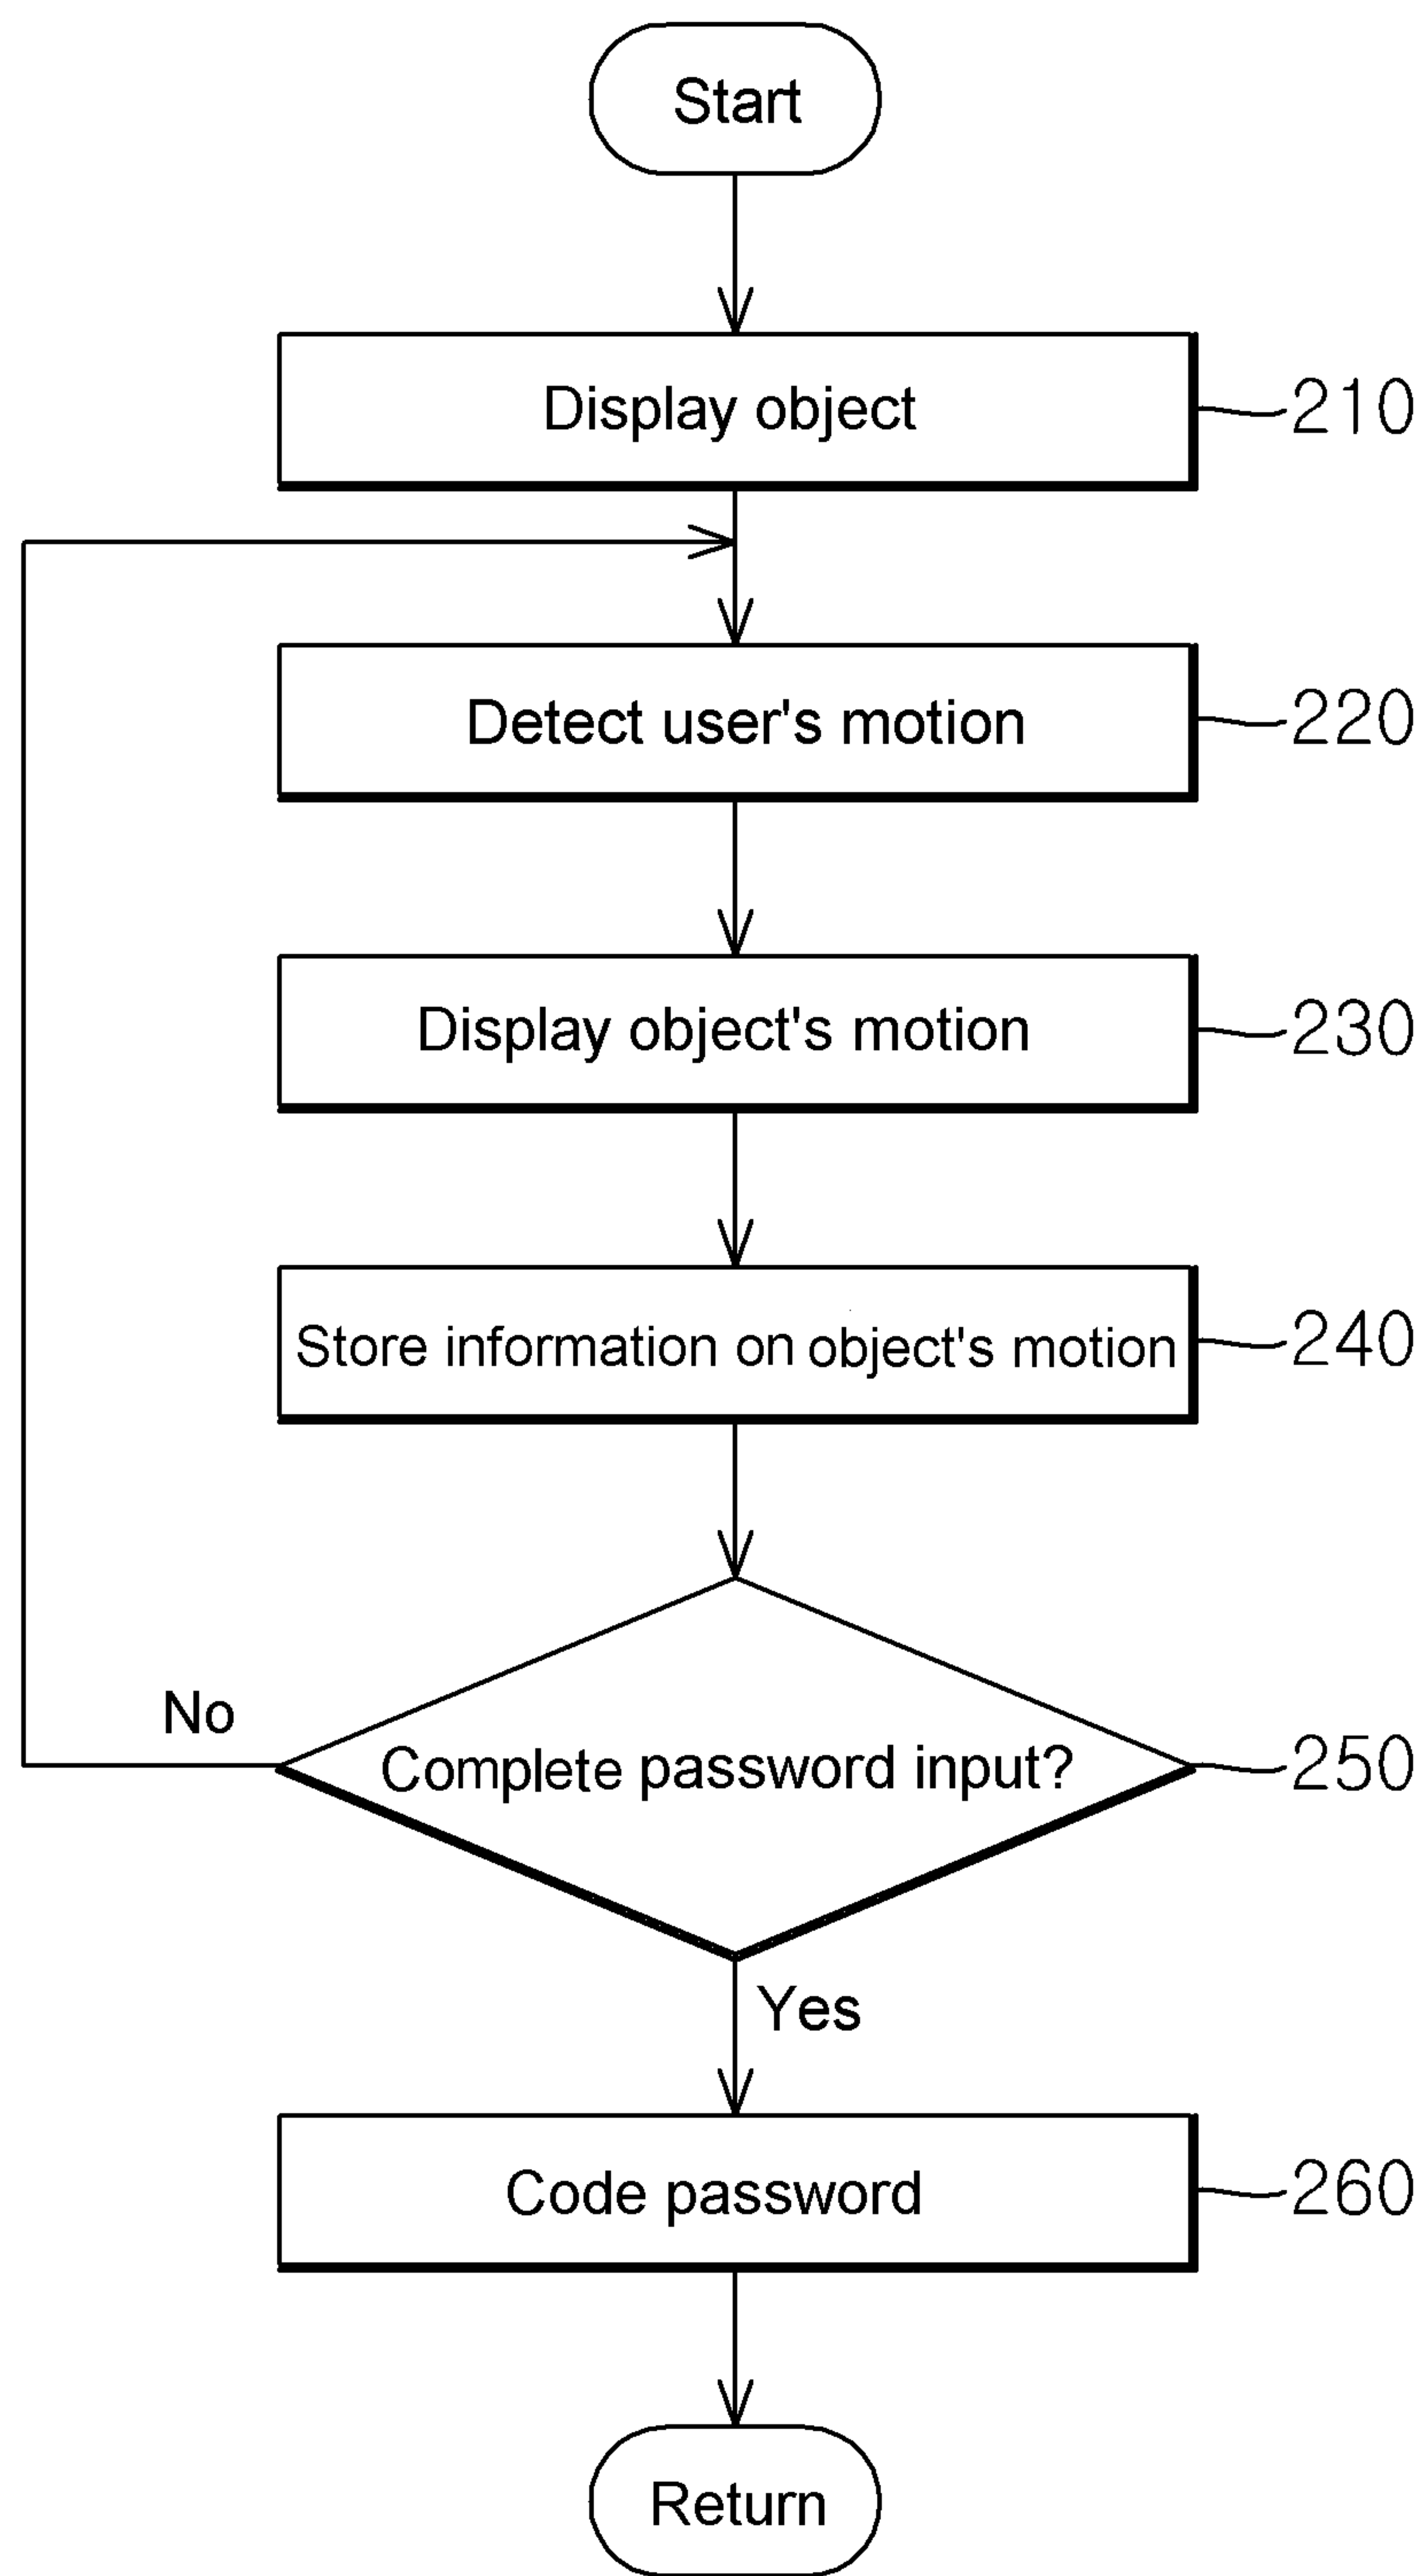 Start
Display object
210
Detect user's motion
220
Display object's motion
230
Store information on object's motion
240
No
Complete password input?
250
Yes
Code password
260
Return